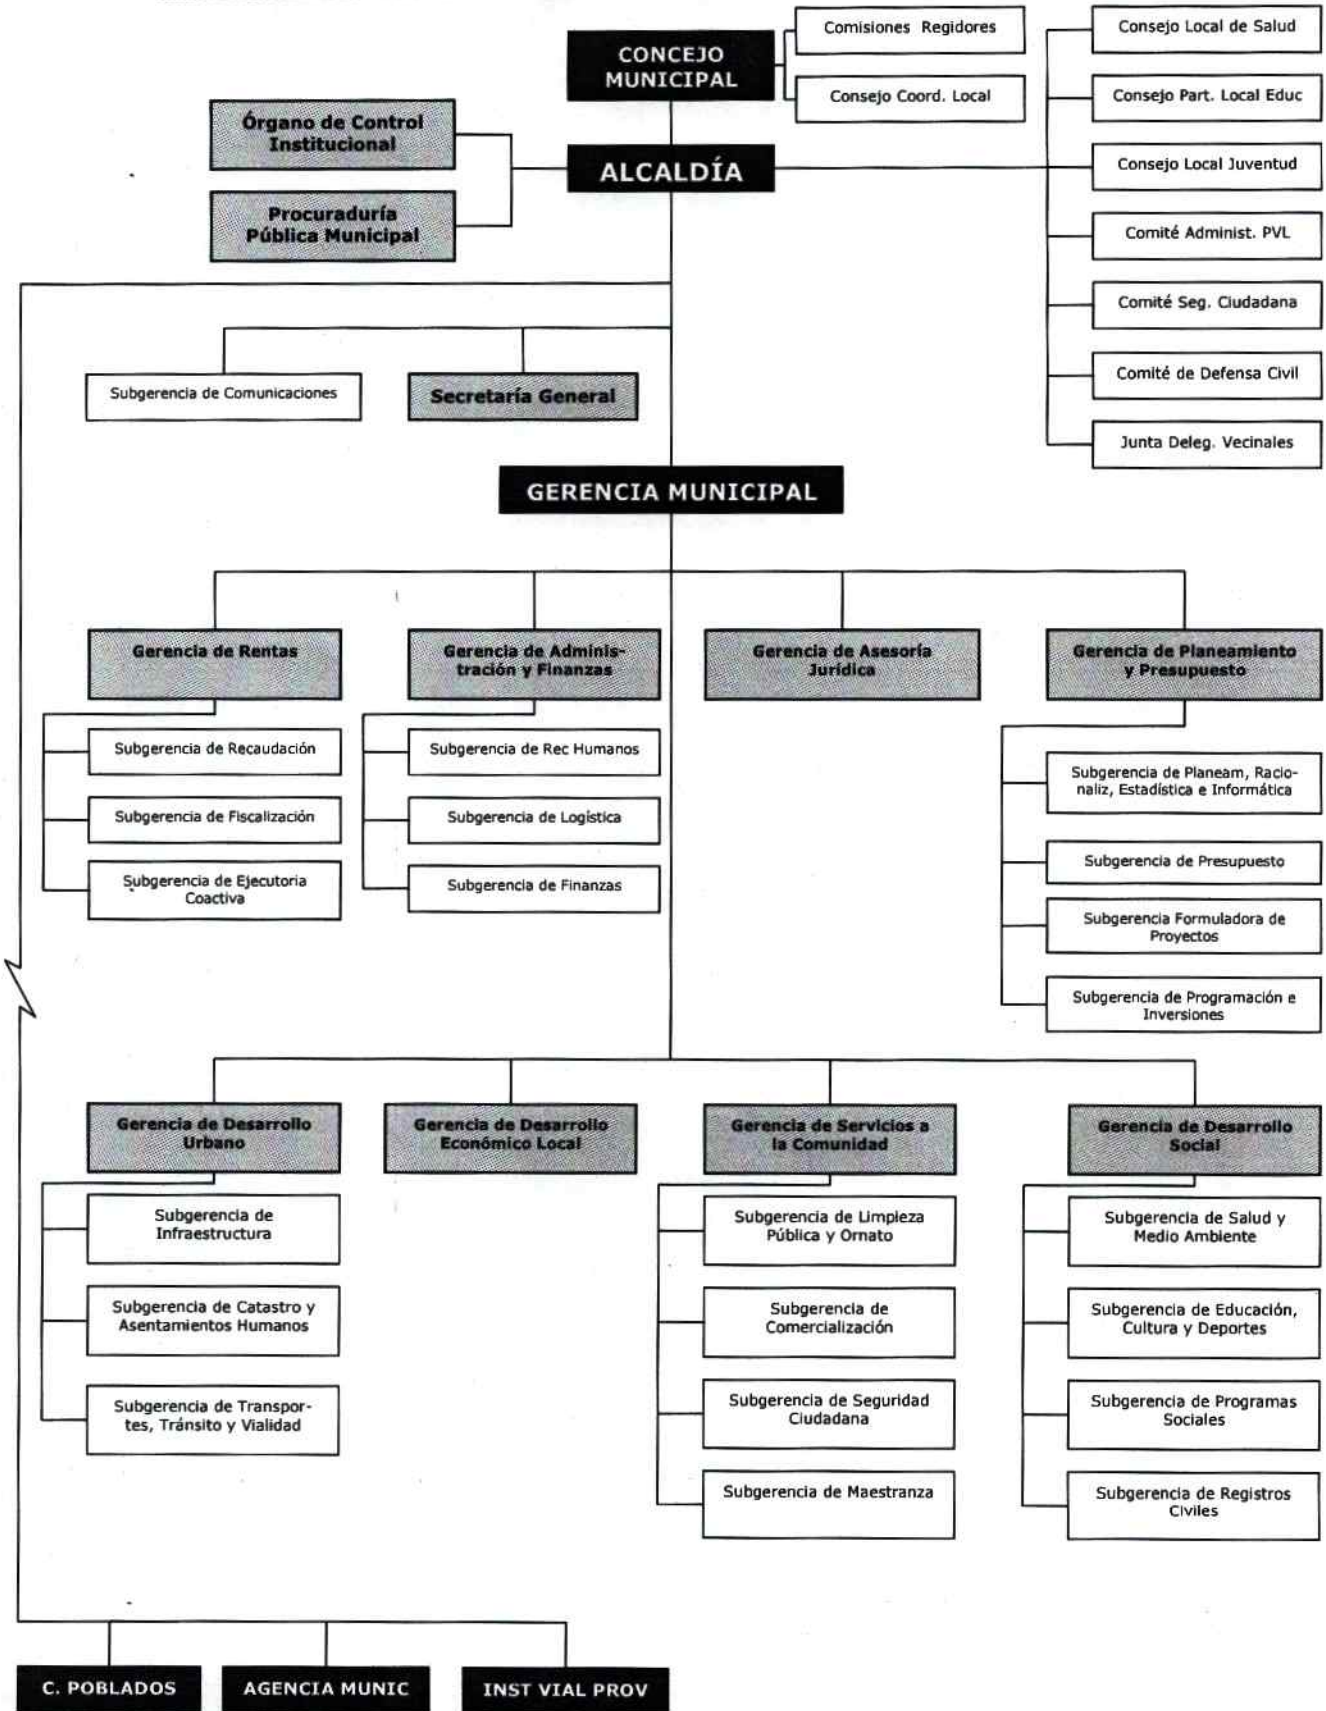 CONCEJO
MUNICIPAL
Comisiones Regidores
Consejo Coord. Local
Consejo Local de Salud
Consejo Part. Local Educ
Consejo Local Juventud
Comité Administ. PVL
Comité Seg. Ciudadana
Comité de Defensa Civil
Junta Deleg. Vecinales
Órgano de Control
Institucional
Procuraduría
Pública Municipal
ALCALDÍA
Subgerencia de Comunicaciones
Secretaría General
GERENCIA MUNICIPAL
Gerencia de Rentas
Subgerencia de Recaudación
Subgerencia de Fiscalización
Subgerencia de Ejecutoria
Coactiva
Gerencia de Adminis-
tración y Finanzas
Subgerencia de Rec Humanos
Subgerencia de Logística
Subgerencia de Finanzas
Gerencia de Asesoría
Jurídica
Gerencia de Planeamiento
y Presupuesto
Subgerencia de Planeam, Racio-
naliz, Estadística e Informática
Subgerencia de Presupuesto
Subgerencia Formuladora de
Proyectos
Subgerencia de Programación e
Inversiones
Gerencia de Desarrollo
Urbano
Subgerencia de
Infraestructura
Subgerencia de Catastro y
Asentamientos Humanos
Subgerencia de Transpor-
tes, Tránsito y Vialidad
Gerencia de Desarrollo
Económico Local
Gerencia de Servicios a
la Comunidad
Subgerencia de Limpieza
Pública y Ornato
Subgerencia de
Comercialización
Subgerencia de Seguridad
Ciudadana
Subgerencia de Maestranza
Gerencia de Desarrollo
Social
Subgerencia de Salud y
Medio Ambiente
Subgerencia de Educación,
Cultura y Deportes
Subgerencia de Programas
Sociales
Subgerencia de Registros
Civiles
C. POBLADOS
AGENCIA MUNIC
INST VIAL PROV